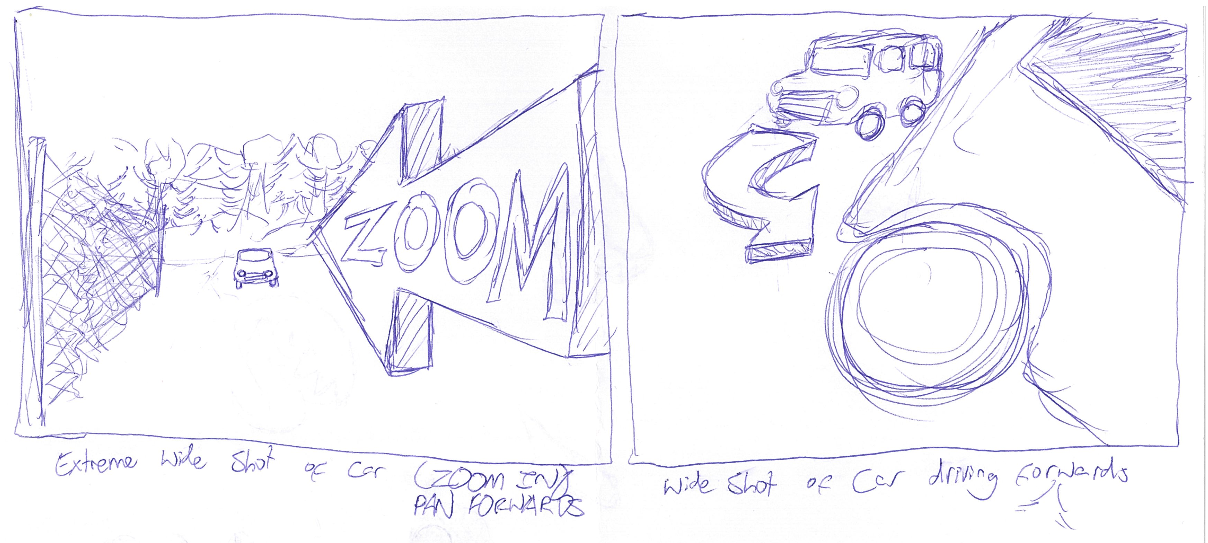 ZOOM
Extreme Wide Shot of Car (ZOOM IN)
PAN FORWARDS
Wide Shot of Car driving Forwards